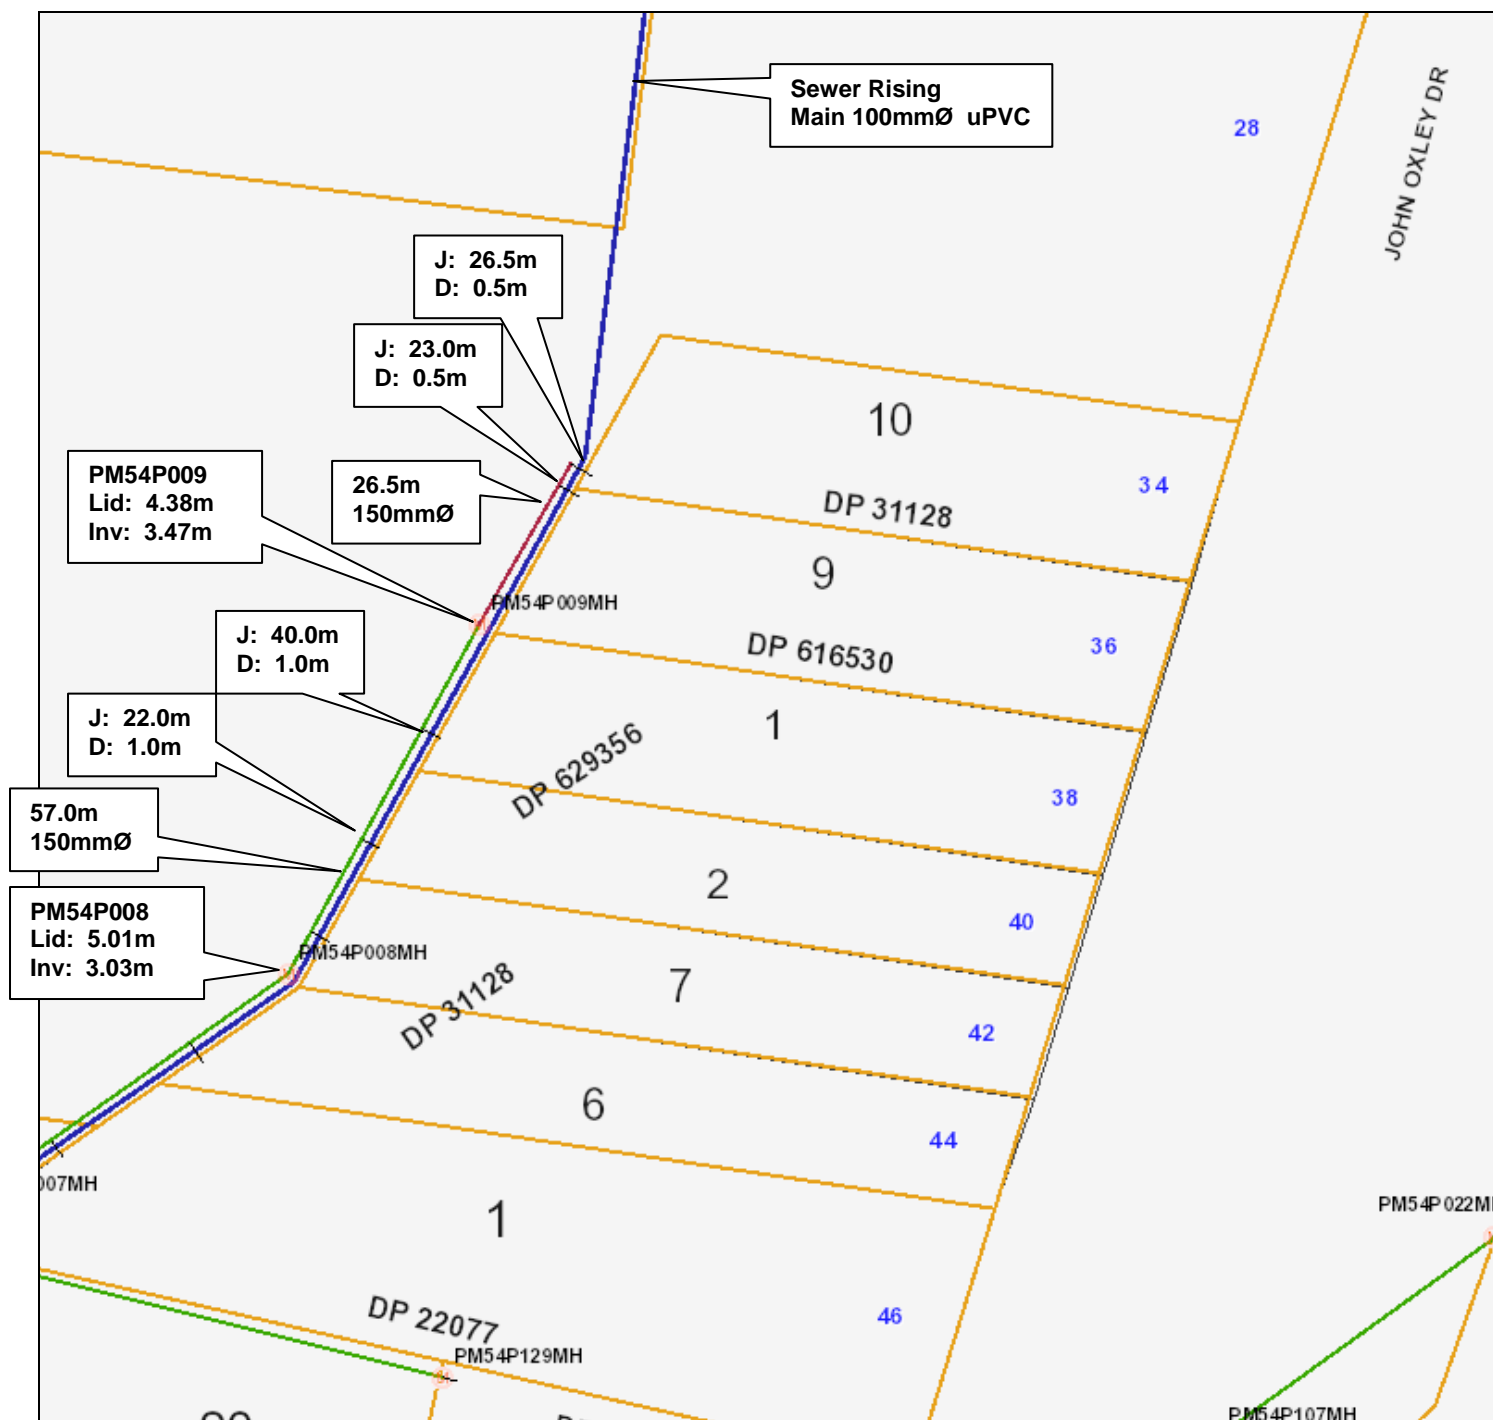 Sewer Rising
Main 100mmØ uPVC
28
JOHN OXLEY DR
J: 26.5m
D: 0.5m
J: 23.0m
D: 0.5m
10
34
PM54P009
Lid: 4.38m
Inv: 3.47m
26.5m
150mmØ
DP 31128
9
PM54P009MH
36
J: 40.0m
D: 1.0m
DP 616530
J: 22.0m
D: 1.0m
1
DP 629356
38
57.0m
150mmØ
2
40
PM54P008
Lid: 5.01m
Inv: 3.03m
PM54P008MH
7
DP 31128
42
6
44
007MH
1
PM54P022M
46
DP 22077
PM54P129MH
PM54P107MH